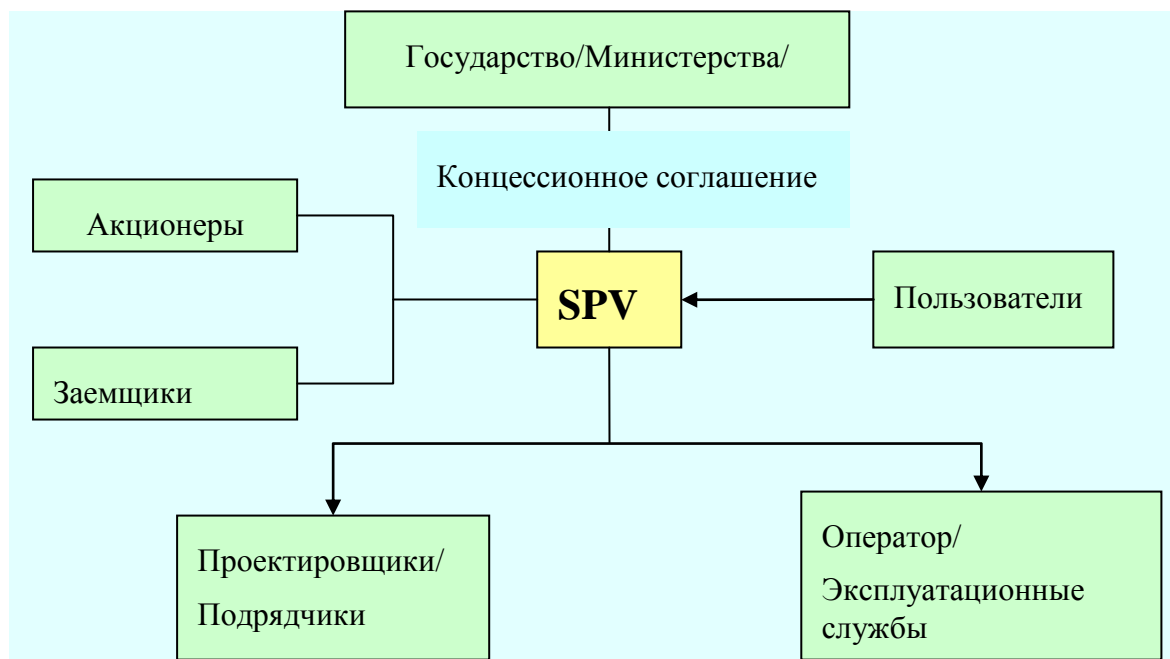 Государство/Министерства/
Концессионное соглашение
Акционеры
SPV
Пользователи
Заемщики
Проектировщики/
Подрядчики
Оператор/
Эксплуатационные
службы